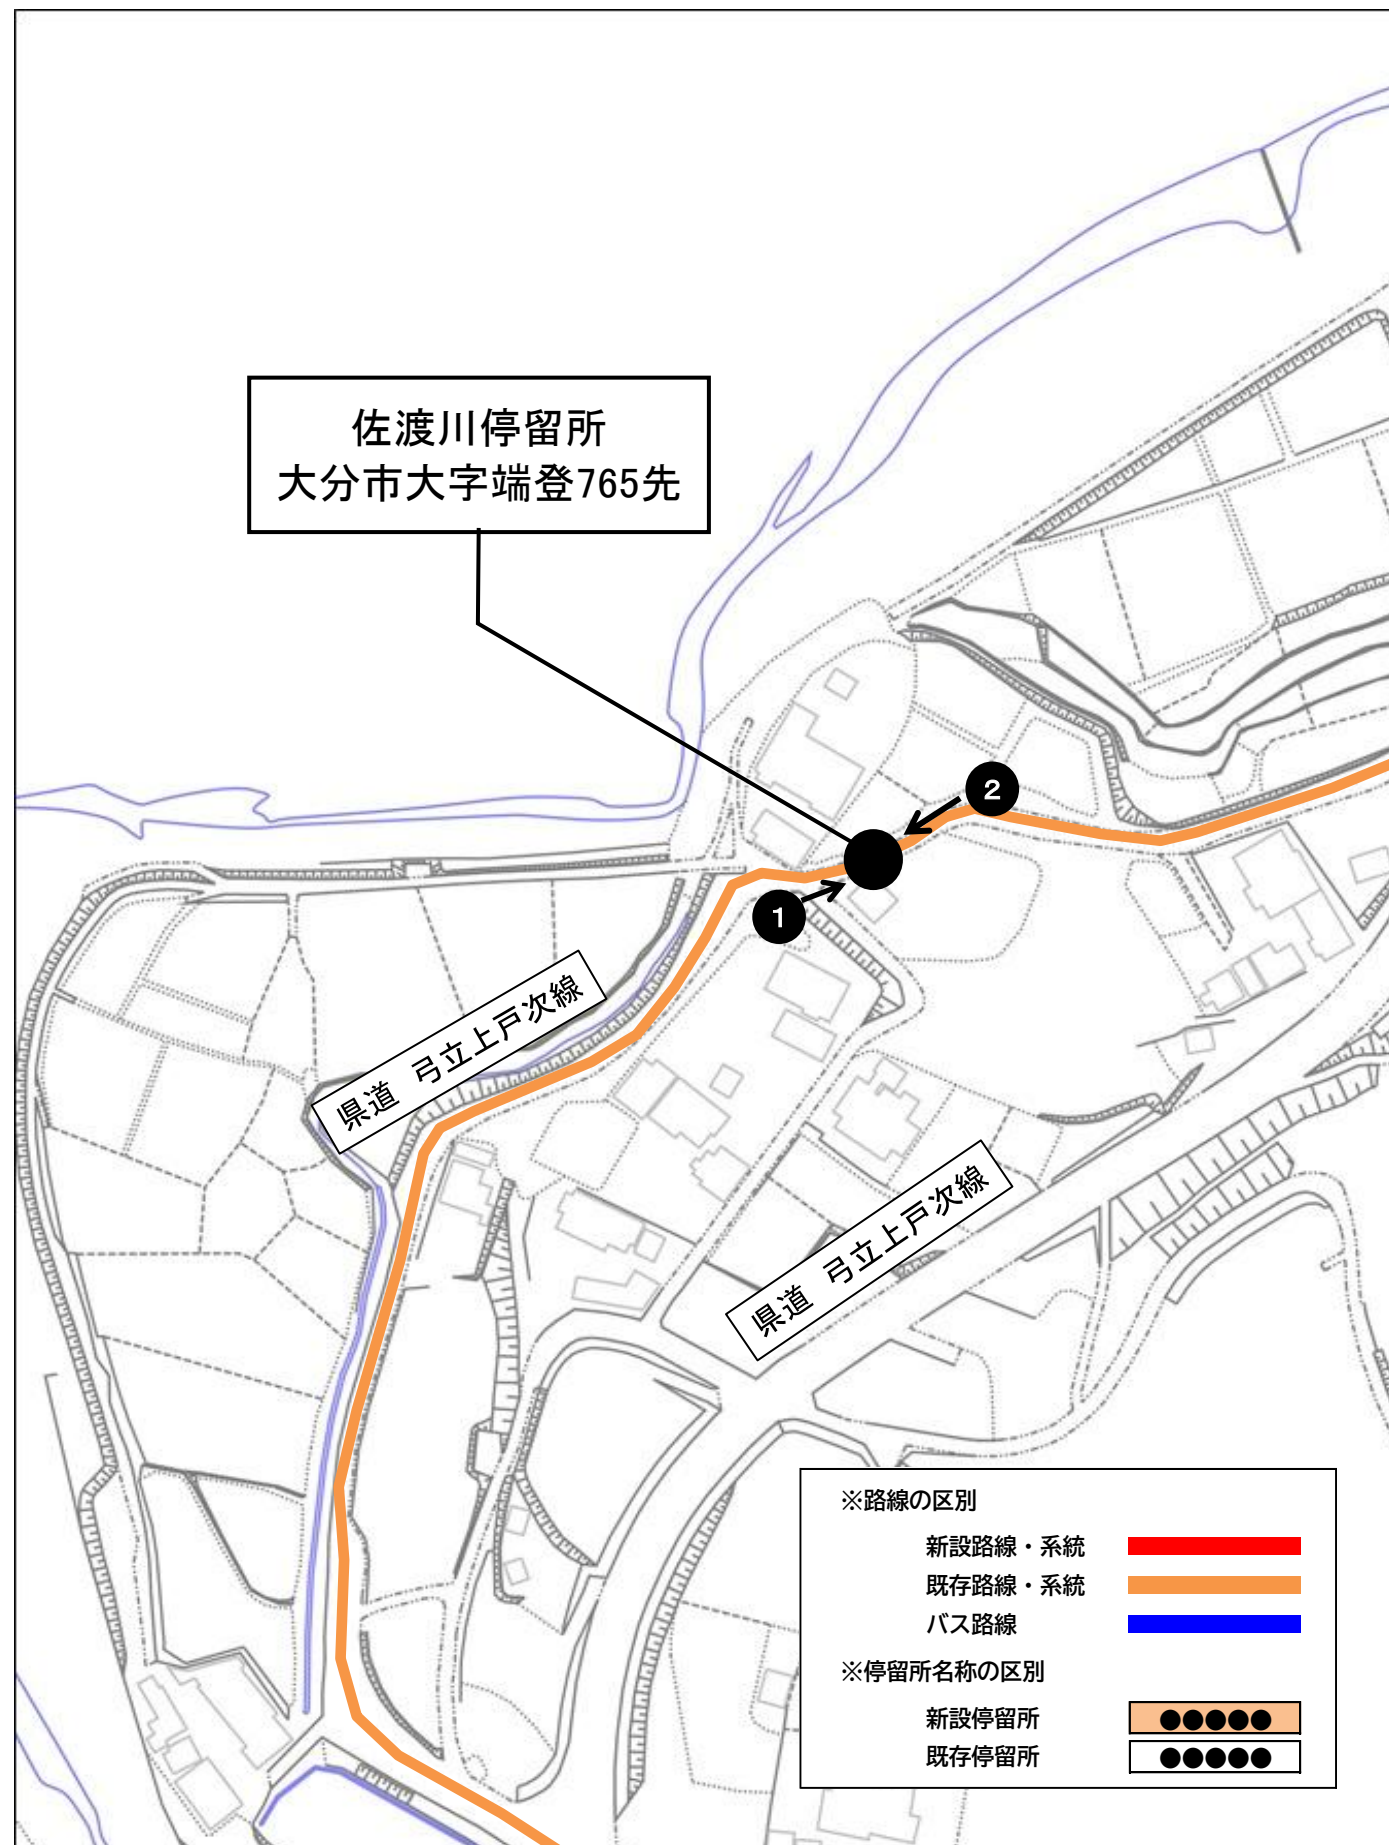 佐渡川停留所
大分市大字端登765先
2
1
県道 弓立上戸次線
県道 弓立上戸次線
※路線の区別
新設路線・系統
既存路線・系統
バス路線
※停留所名称の区別
新設停留所 ●●●●●
既存停留所 ●●●●●